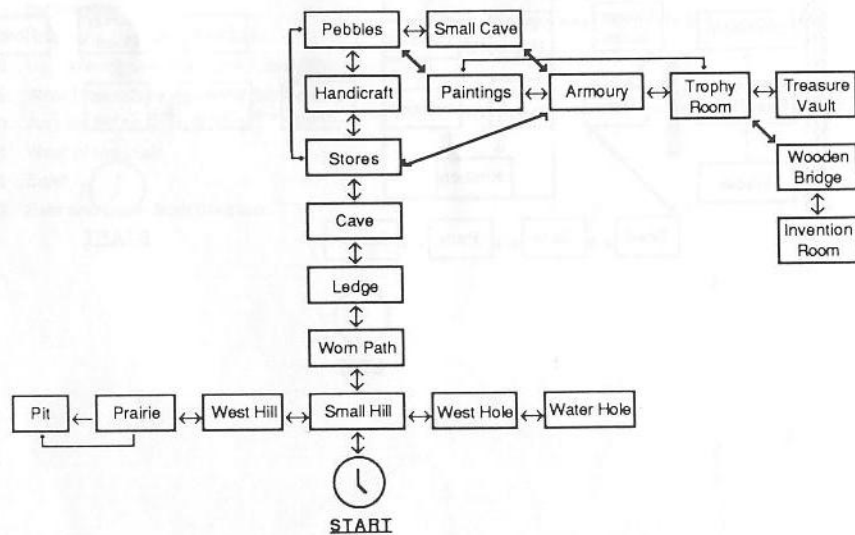 Pebbles
Small Cave
Handicraft
Paintings
Armoury
Trophy
Room
Treasure
Vault
Stores
Wooden
Bridge
Cave
Invention
Room
Ledge
Worn Path
Pit
Prairie
West Hill
Small Hill
West Hole
Water Hole
START